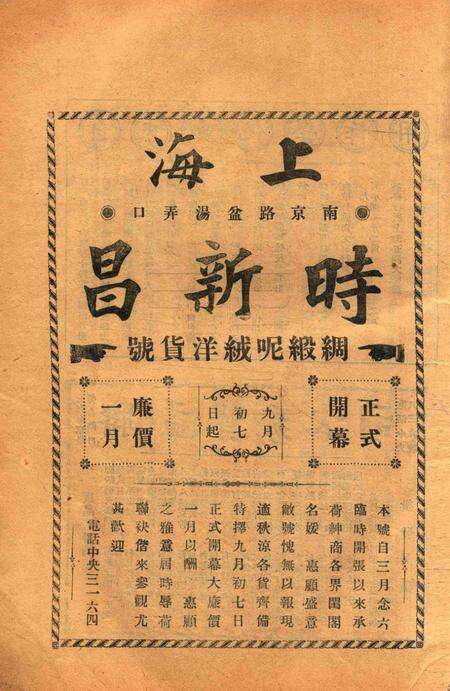 上海
南京路盆湯弄口
時新昌
綢緞呢絨洋貨號
正式開幕
九月初七日起
廉價一月
本號自三月念六
臨時開張以來承
商紳商各界閨閣
名媛　惠顧盛意
敝號愧無以報現
適秋涼各貨齊備
特擇九月初七日
正式開幕大廉價
一月以酬　惠顧
之雅意屆時辱荷
聯袂偕來參觀尤
甚歡迎
電話中央三一六四